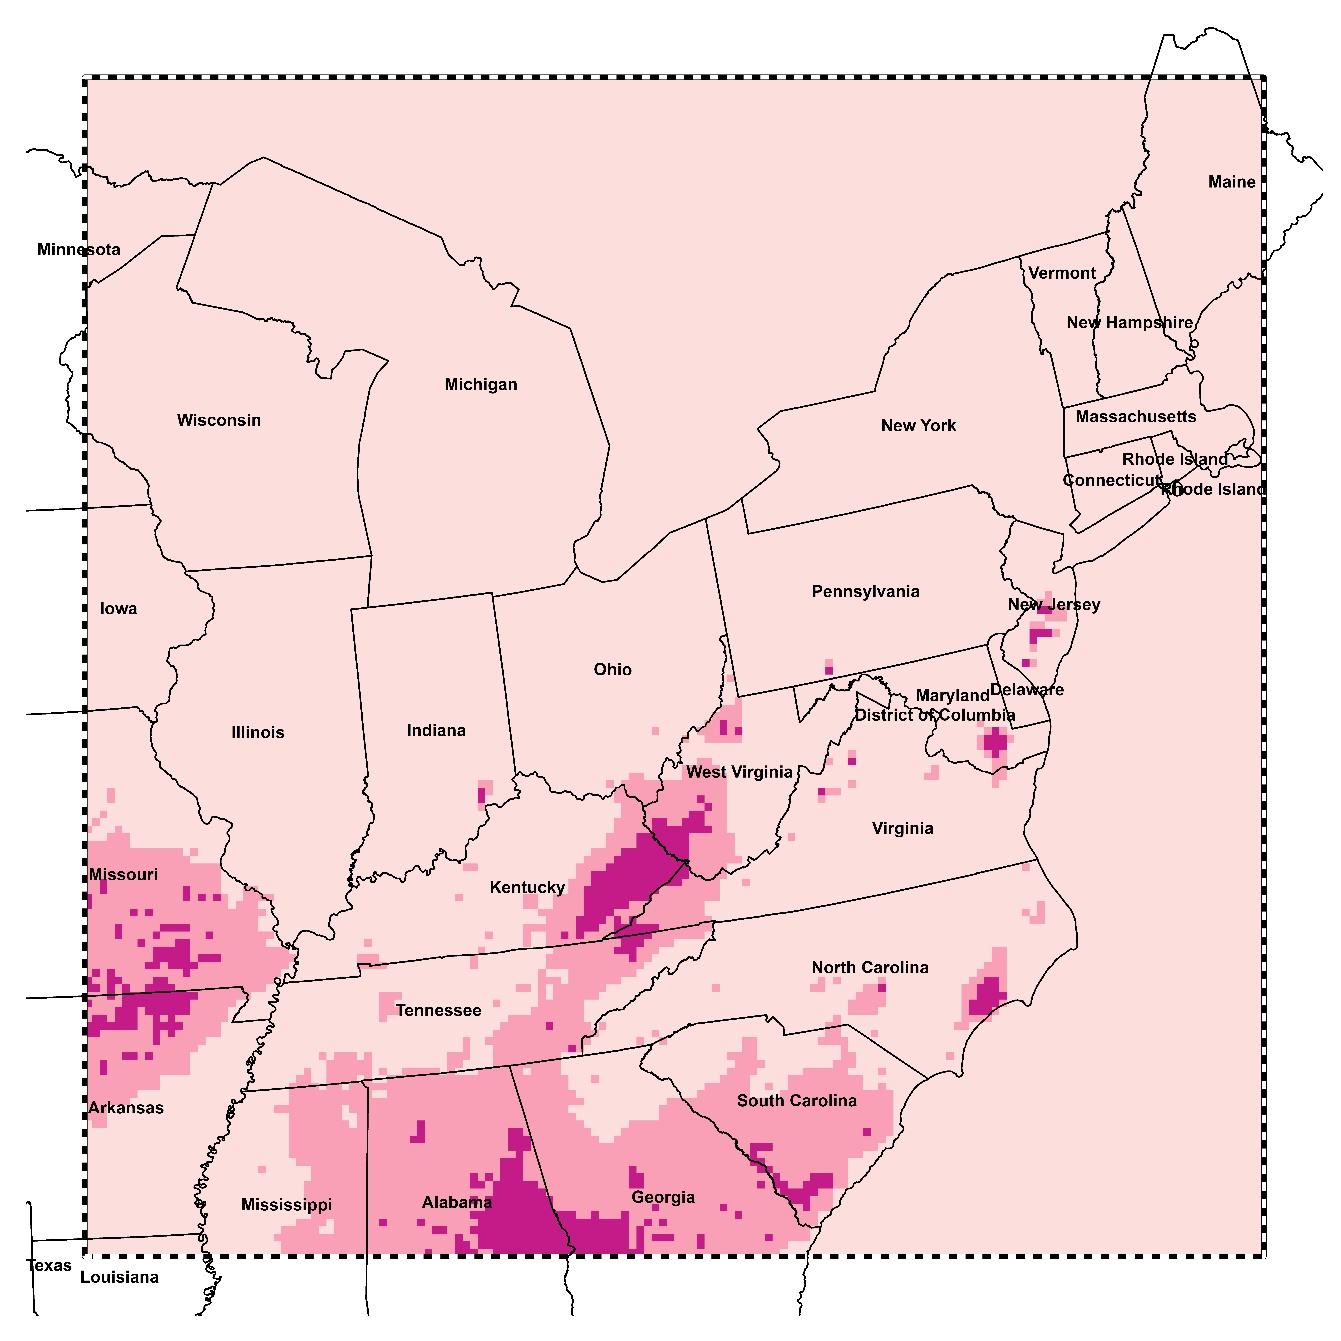 Maine
Minnesota
Vermont
New Hampshire
Michigan
Wisconsin
Massachusetts
New York
Rhode Island
Connecticut
Rhode Island
Pennsylvania
New Jersey
Iowa
Ohio
Delaware
Maryland
District of Columbia
Indiana
Illinois
West Virginia
Virginia
Missouri
Kentucky
North Carolina
Tennessee
South Carolina
Arkansas
Georgia
Alabama
Mississippi
Texas
Louisiana